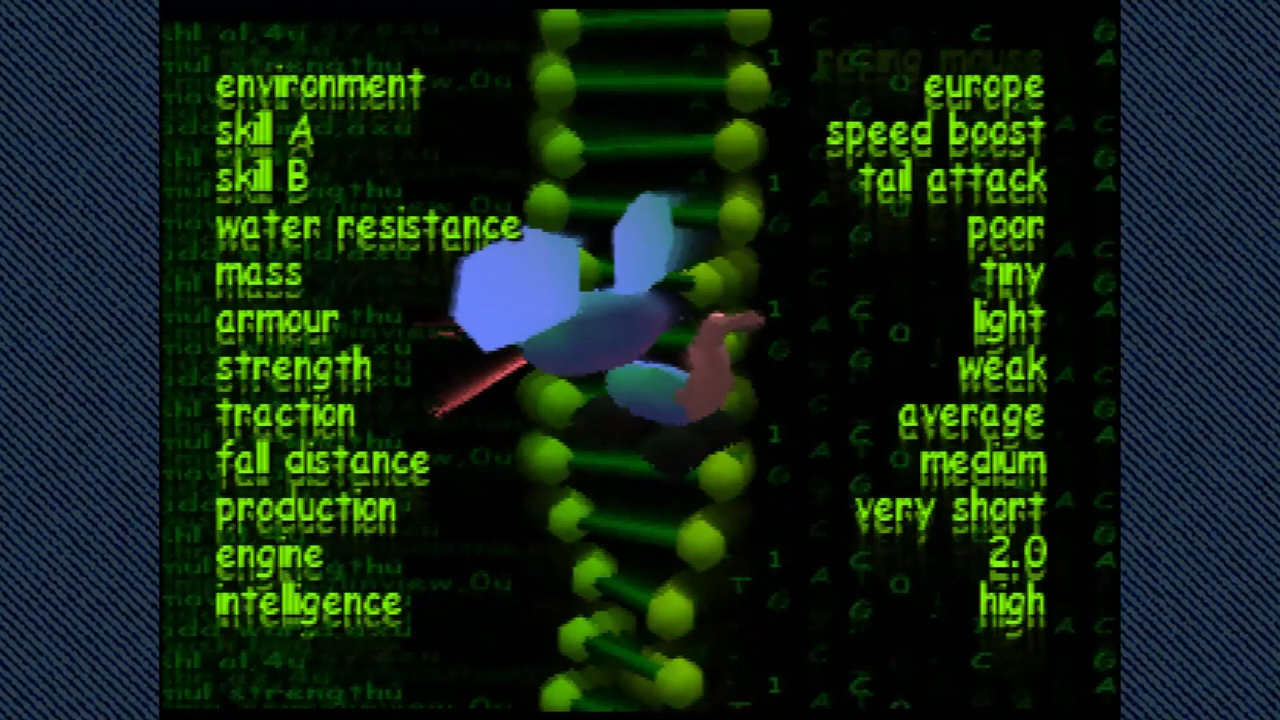 racing mouse
environment europe
skill A speed boost
skill B tail attack
water resistance poor
mass tiny
armour light
strength weak
traction average
fall distance medium
production very short
engine 2.0
intelligence high